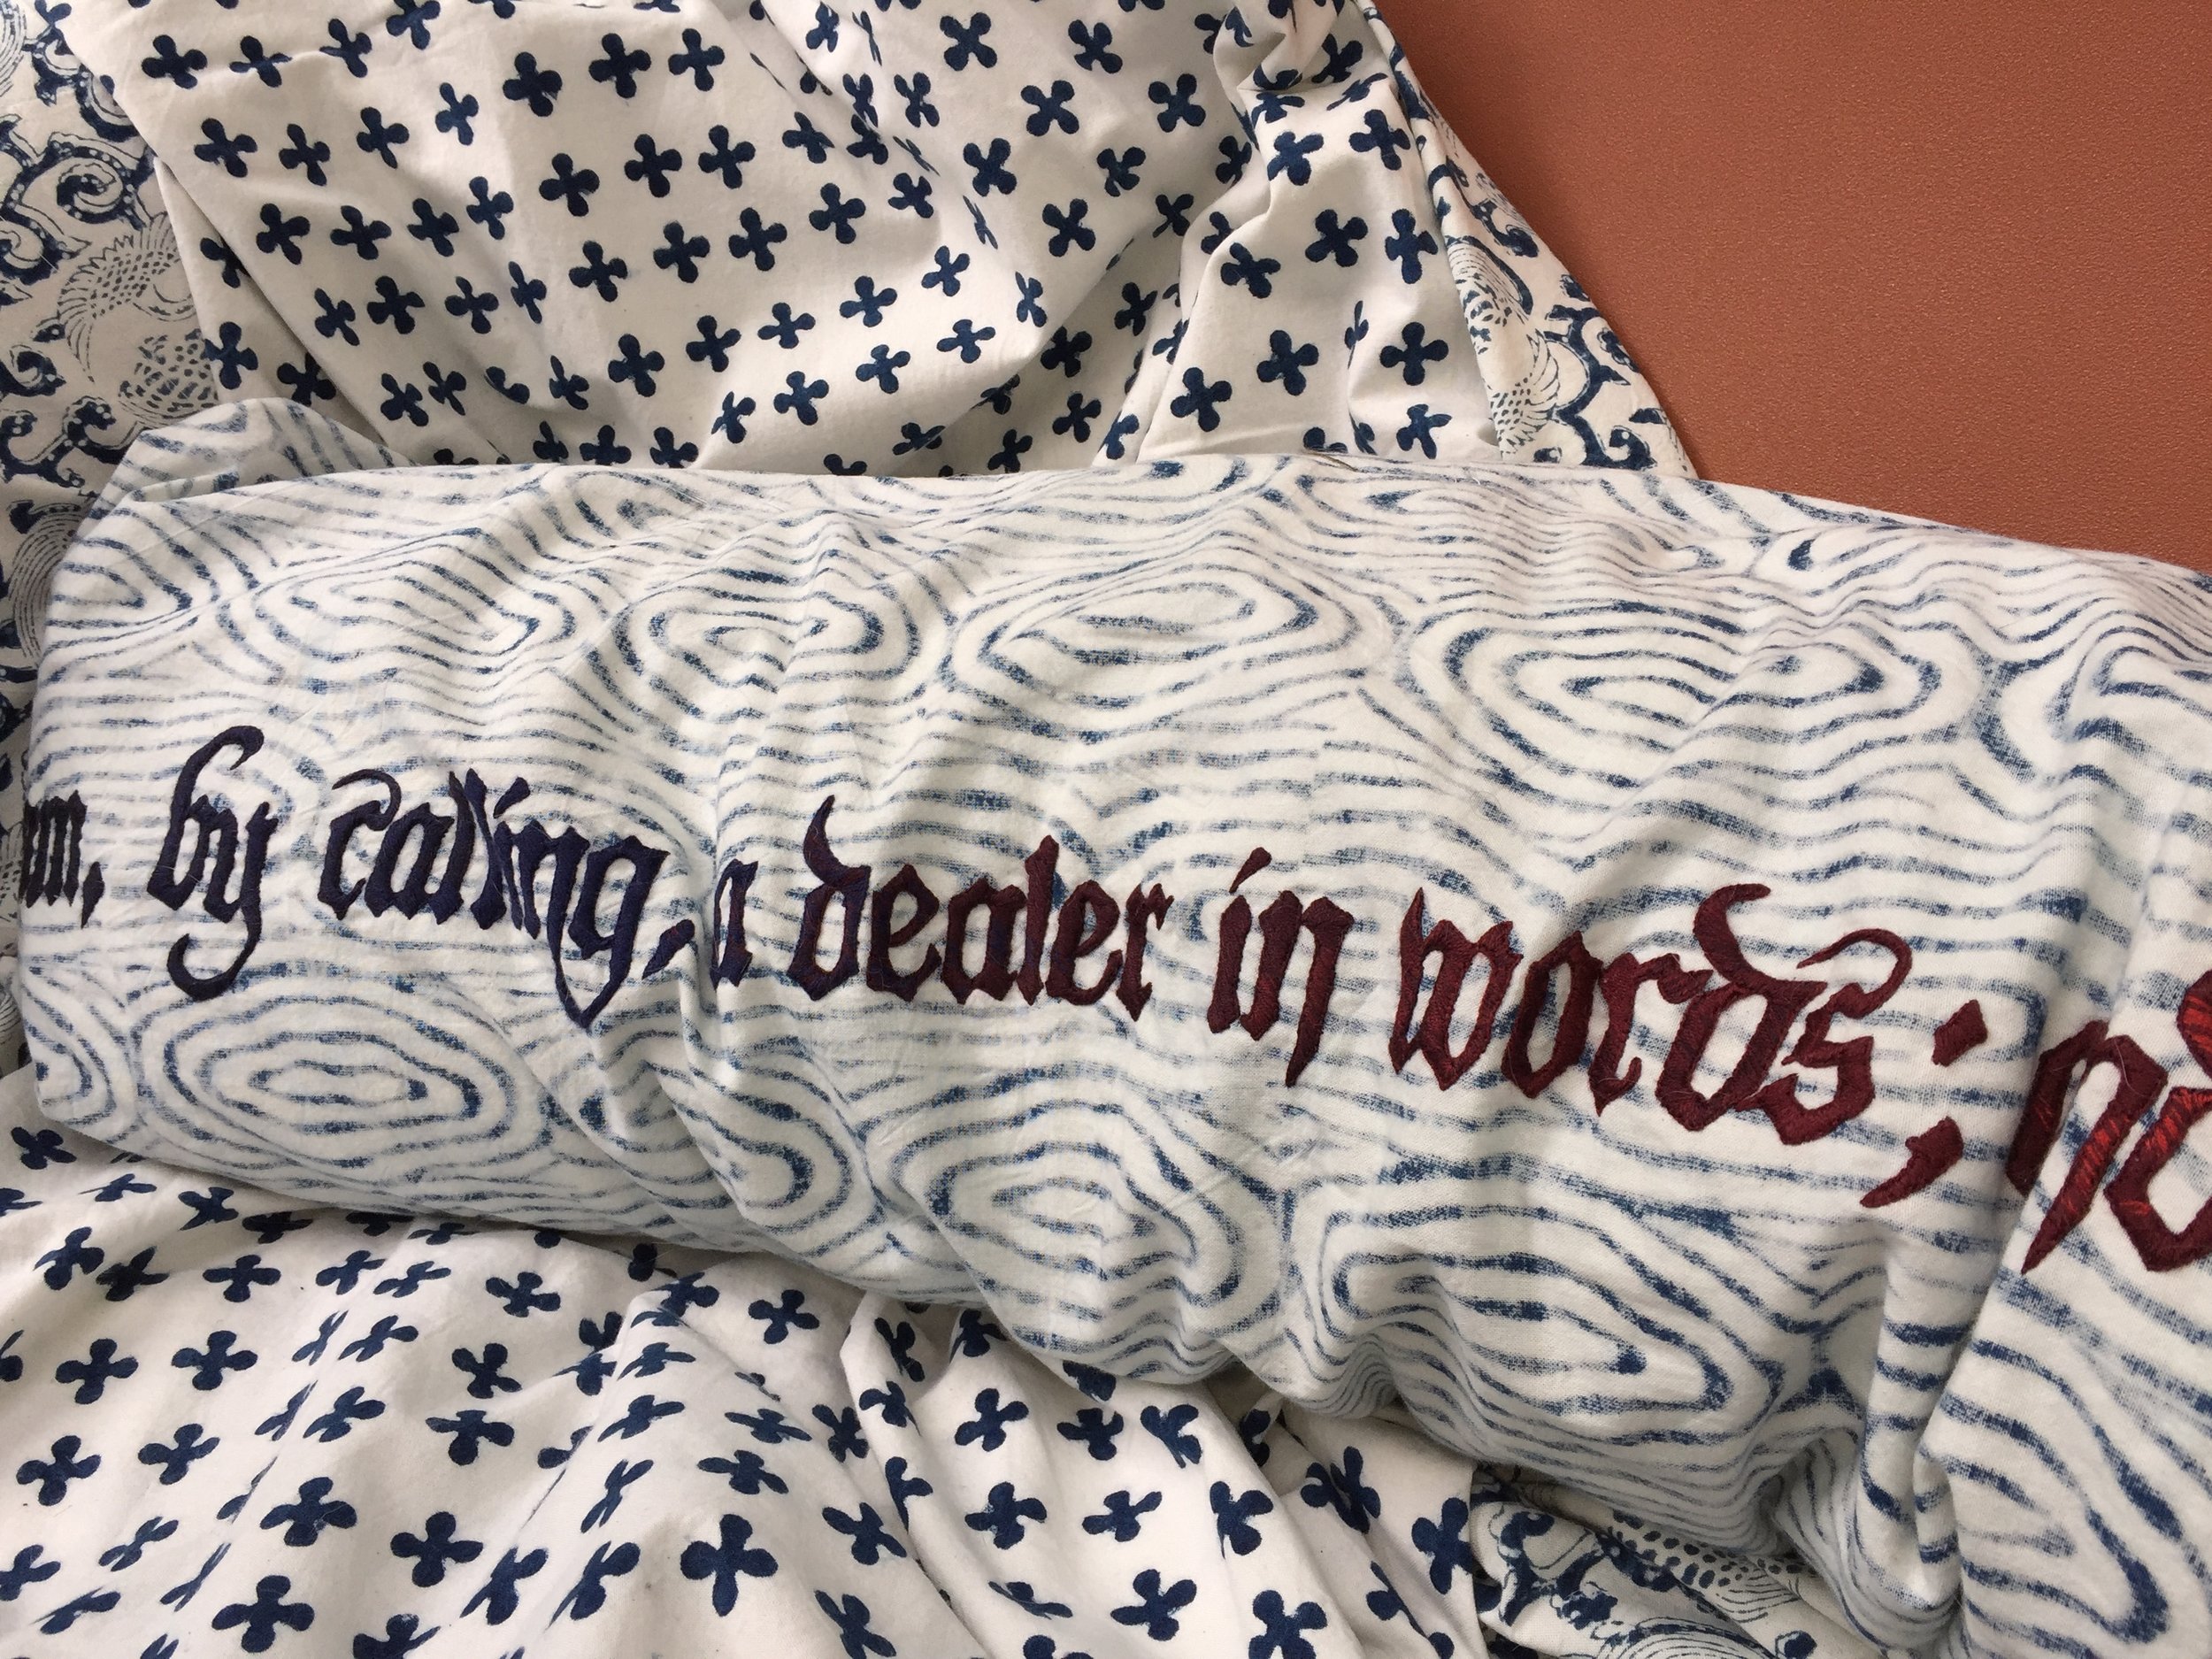 by calling, a dealer in words;